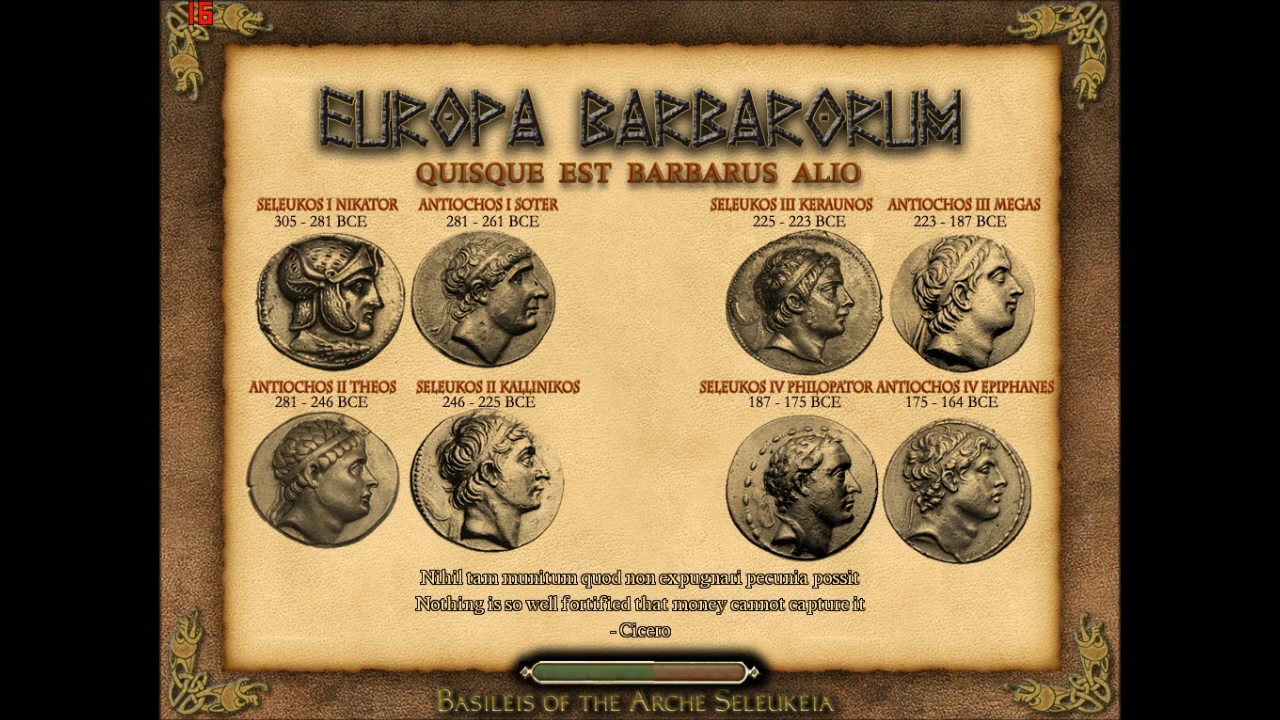 16
EUROPA BARBARORUM
QUISQUE EST BARBARUS ALIO
SELEUKOS I NIKATOR
305 - 281 BCE
ANTIOCHOS I SOTER
281 - 261 BCE
SELEUKOS III KERAUNOS
225 - 223 BCE
ANTIOCHOS III MEGAS
223 - 187 BCE
ANTIOCHOS II THEOS
281 - 246 BCE
SELEUKOS II KALLINIKOS
246 - 225 BCE
SELEUKOS IV PHILOPATOR
187 - 175 BCE
ANTIOCHOS IV EPIPHANES
175 - 164 BCE
Nihil tam munitum quod non expugnari pecunia possit
Nothing is so well fortified that money cannot capture it
- Cicero
BASILEIS OF THE ARCHE SELEUKEIA